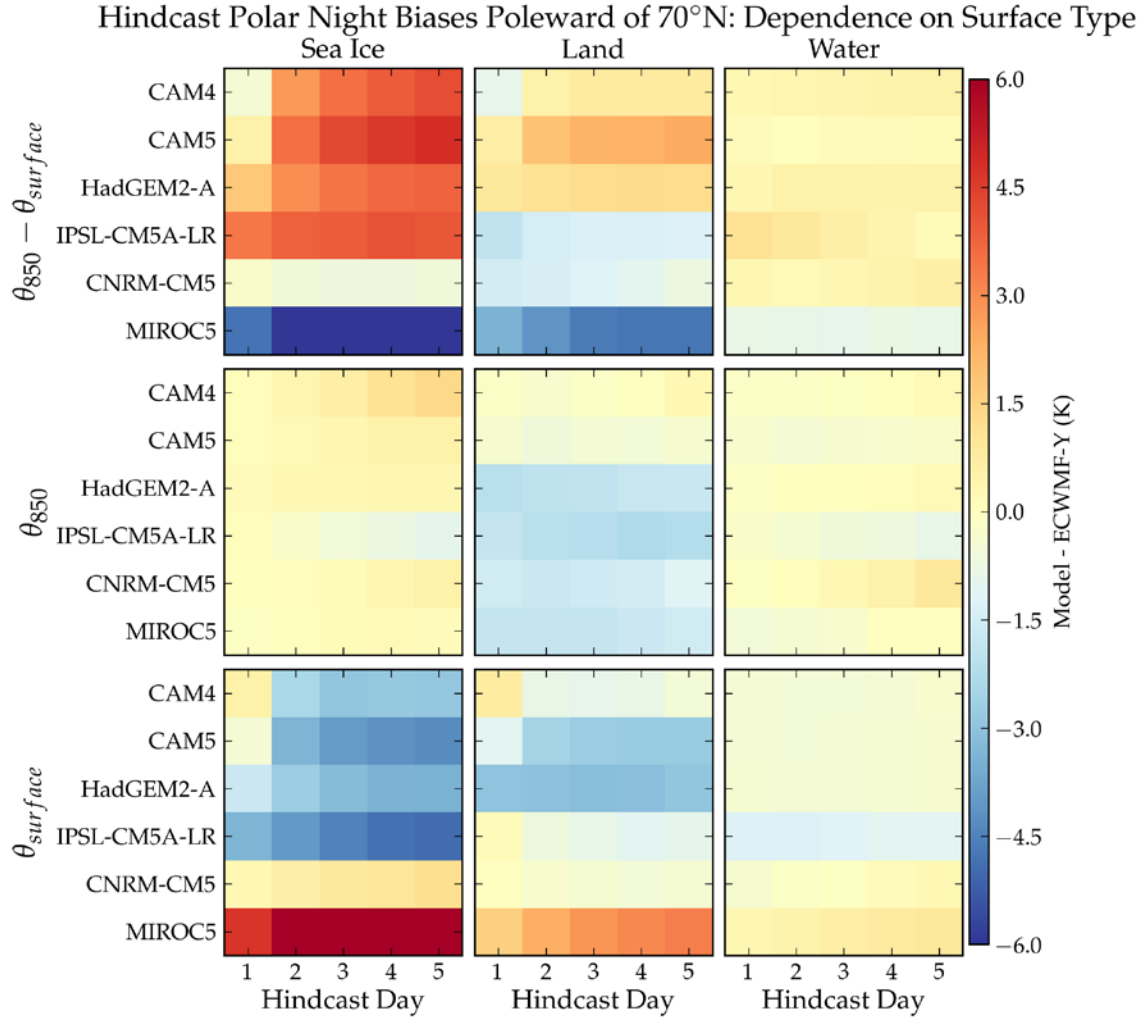 Hindcast Polar Night Biases Poleward of 70°N: Dependence on Surface Type
Sea Ice Land Water
θ850 − θsurface
CAM4
CAM5
HadGEM2-A
IPSL-CM5A-LR
CNRM-CM5
MIROC5
θ850
CAM4
CAM5
HadGEM2-A
IPSL-CM5A-LR
CNRM-CM5
MIROC5
θsurface
CAM4
CAM5
HadGEM2-A
IPSL-CM5A-LR
CNRM-CM5
MIROC5
1 2 3 4 5 1 2 3 4 5 1 2 3 4 5
Hindcast Day Hindcast Day Hindcast Day
6.0
4.5
3.0
1.5
0.0
−1.5
−3.0
−4.5
−6.0
Model - ECWMF-Y (K)